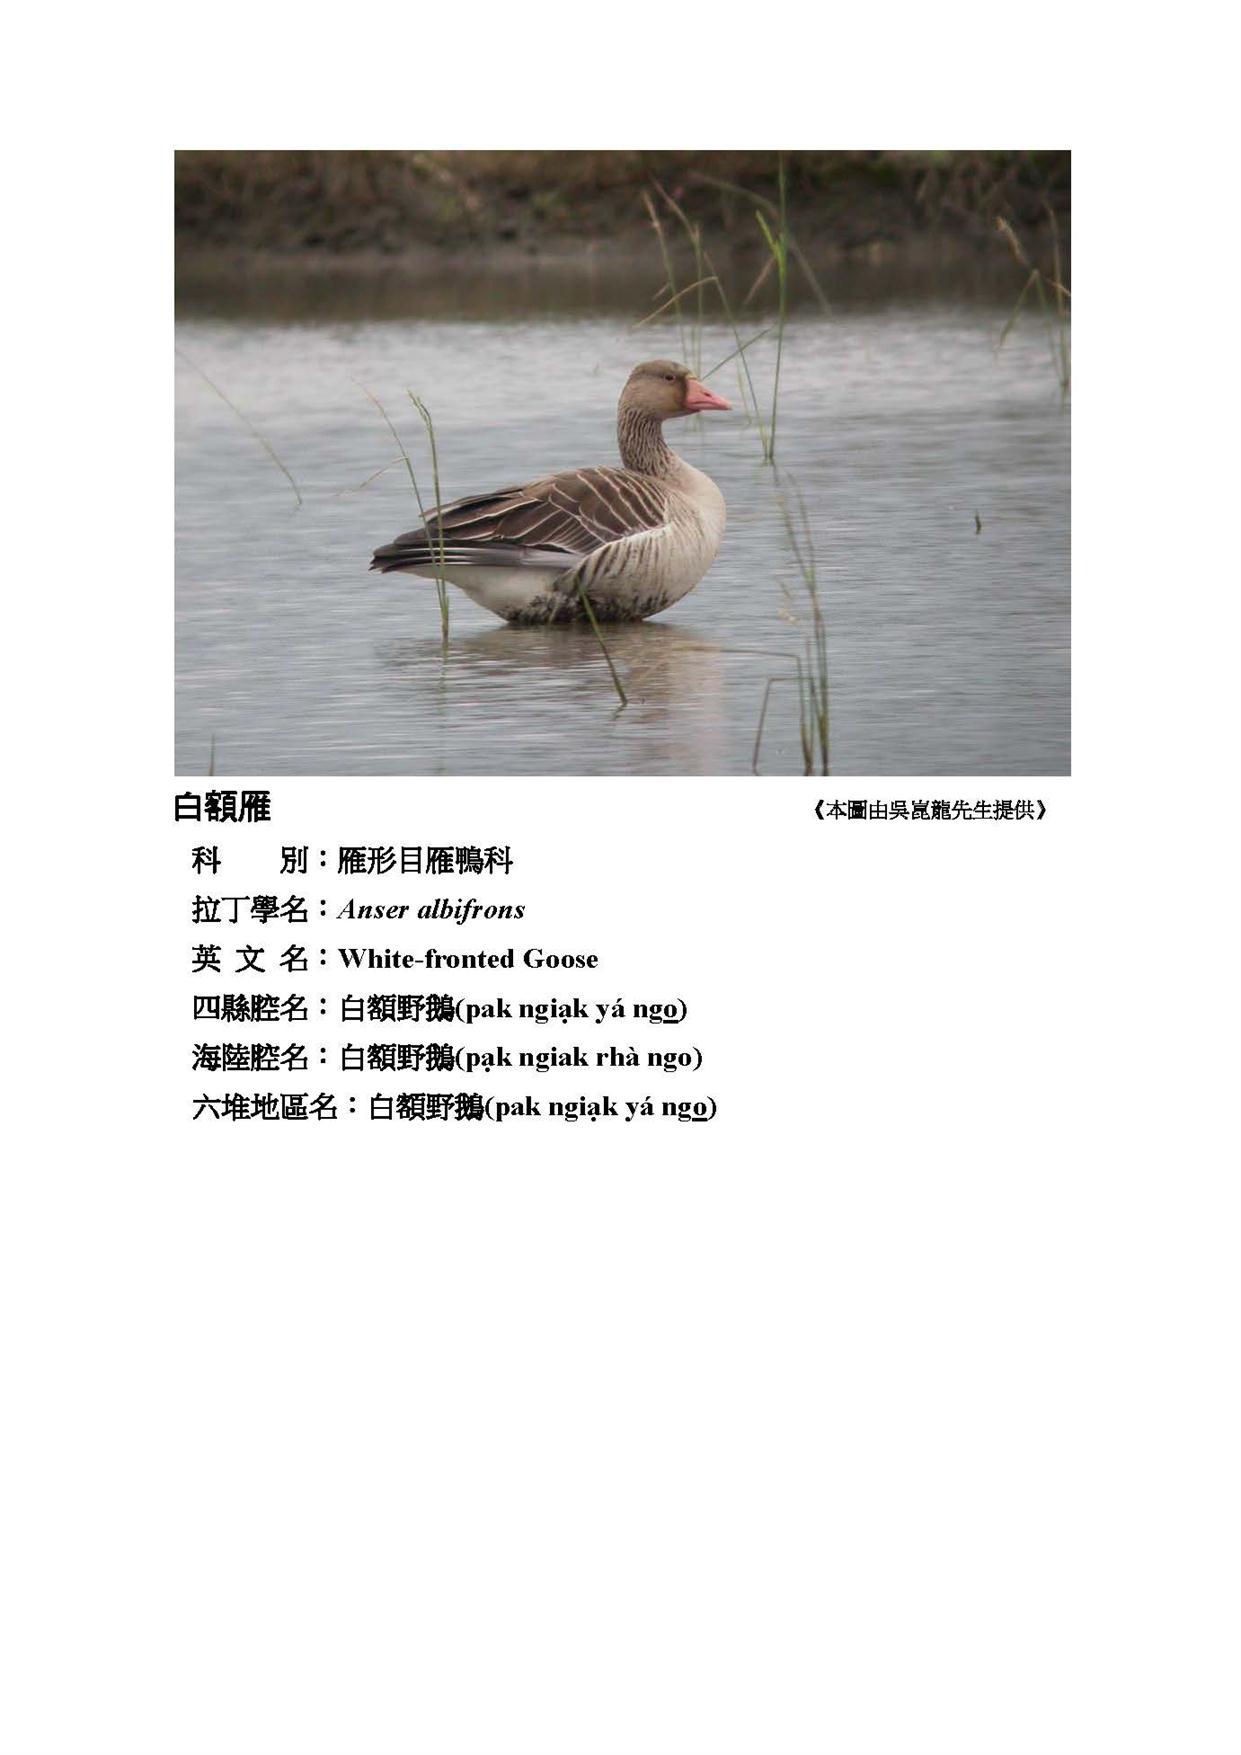 白額雁 《本圖由吳崑龍先生提供》
科 別：雁形目雁鴨科
拉丁學名：Anser albifrons
英 文 名：White-fronted Goose
四縣腔名：白額野鵝(pak ngiạk yá ngo̲)
海陸腔名：白額野鵝(pạk ngiak rhà ngo)
六堆地區名：白額野鵝(pak ngiạk yá ngo̲)